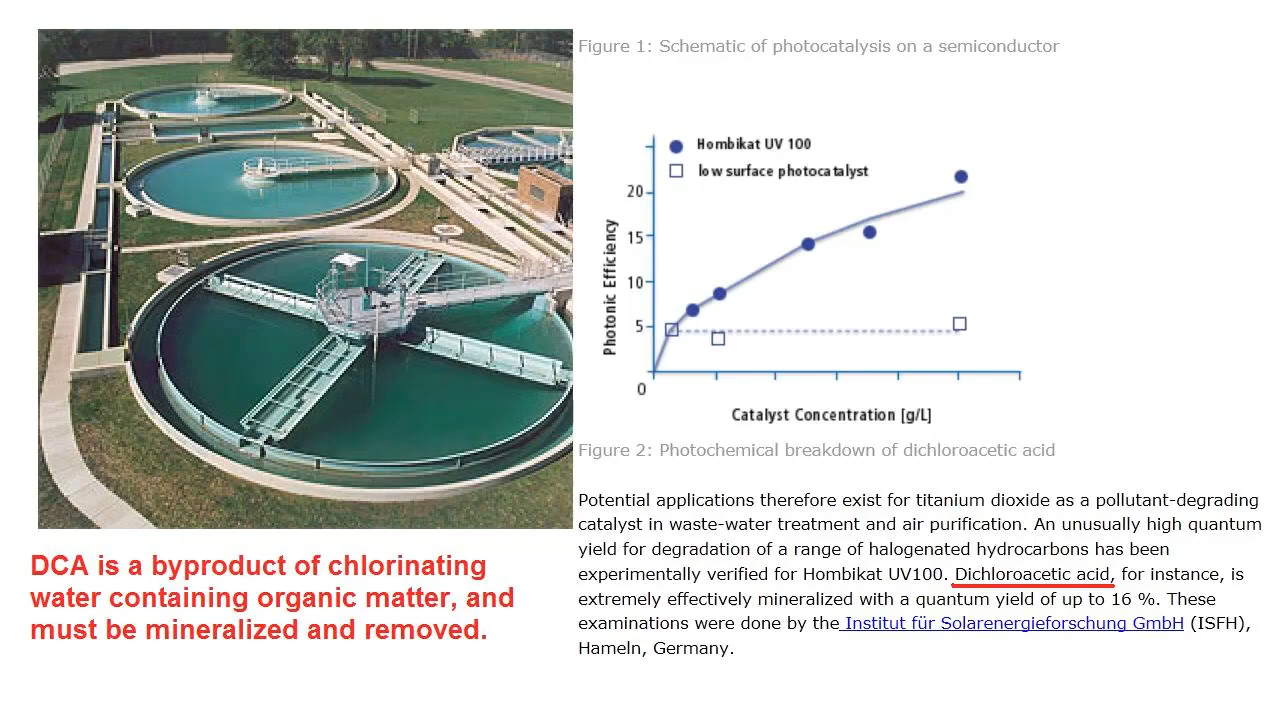 DCA is a byproduct of chlorinating
water containing organic matter, and
must be mineralized and removed.
Figure 1: Schematic of photocatalysis on a semiconductor
Hombikat UV 100
low surface photocatalyst
Photonic Efficiency
20
15
10
5
0
Catalyst Concentration [g/L]
Figure 2: Photochemical breakdown of dichloroacetic acid
Potential applications therefore exist for titanium dioxide as a pollutant-degrading
catalyst in waste-water treatment and air purification. An unusually high quantum
yield for degradation of a range of halogenated hydrocarbons has been
experimentally verified for Hombikat UV100. Dichloroacetic acid, for instance, is
extremely effectively mineralized with a quantum yield of up to 16 %. These
examinations were done by the Institut für Solarenergieforschung GmbH (ISFH),
Hameln, Germany.